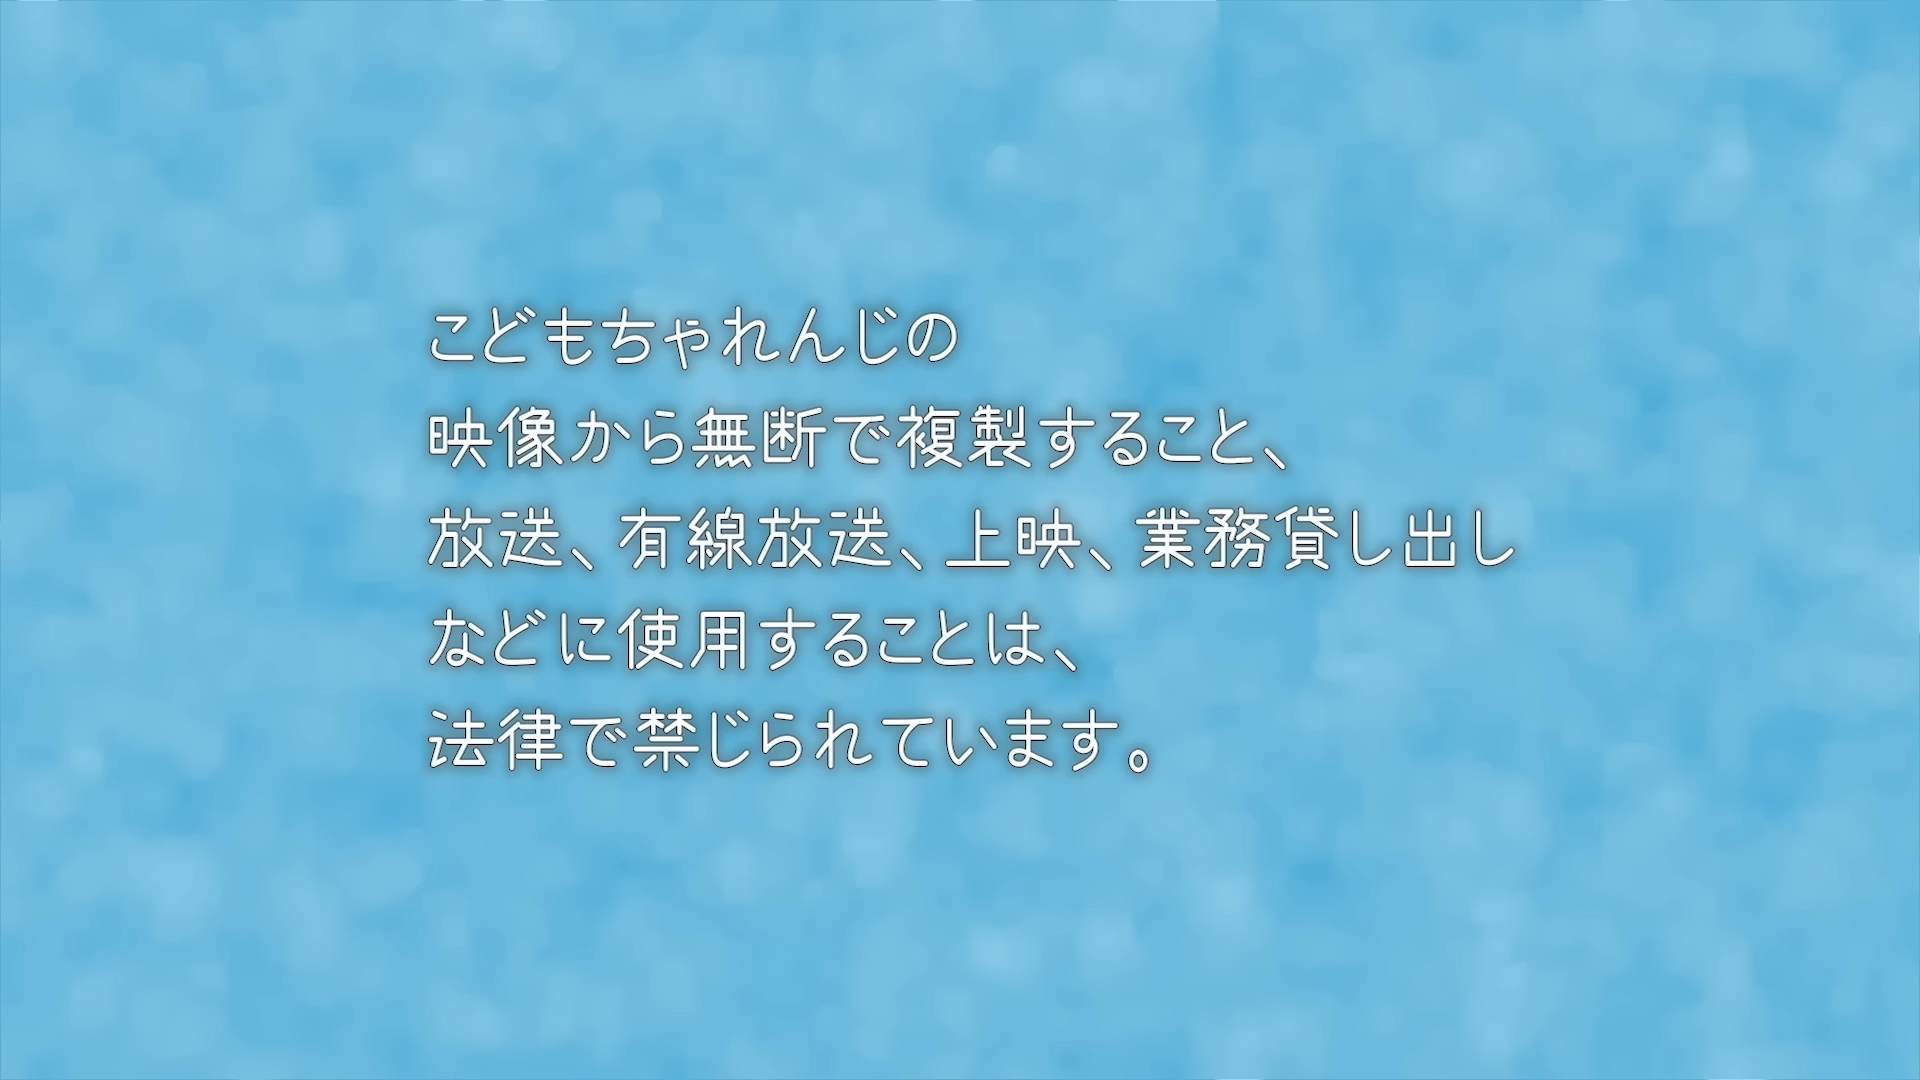 こどもちゃれんじの
映像から無断で複製すること、
放送、有線放送、上映、業務貸し出し
などに使用することは、
法律で禁じられています。